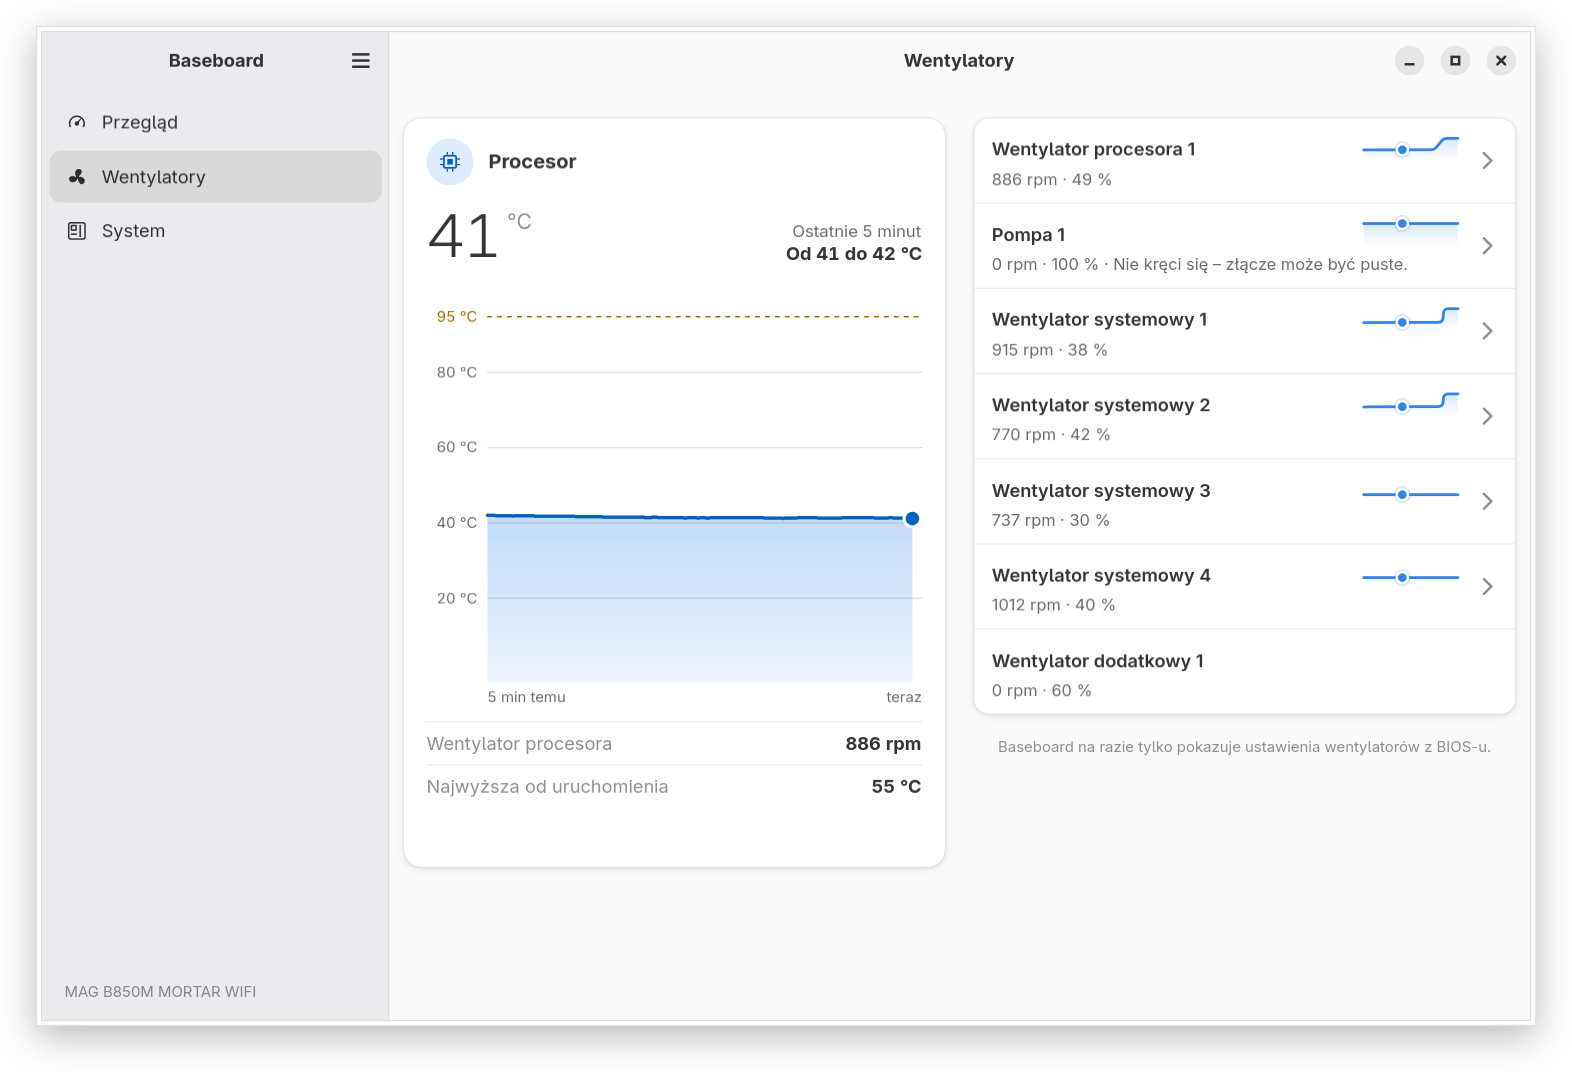 Baseboard
Przegląd
Wentylatory
System
MAG B850M MORTAR WIFI
Wentylatory
Procesor
41 °C
Ostatnie 5 minut
Od 41 do 42 °C
95 °C
80 °C
60 °C
40 °C
20 °C
5 min temu
teraz
Wentylator procesora
886 rpm
Najwyższa od uruchomienia
55 °C
Wentylator procesora 1
886 rpm · 49 %
Pompa 1
0 rpm · 100 % · Nie kręci się – złącze może być puste.
Wentylator systemowy 1
915 rpm · 38 %
Wentylator systemowy 2
770 rpm · 42 %
Wentylator systemowy 3
737 rpm · 30 %
Wentylator systemowy 4
1012 rpm · 40 %
Wentylator dodatkowy 1
0 rpm · 60 %
Baseboard na razie tylko pokazuje ustawienia wentylatorów z BIOS-u.